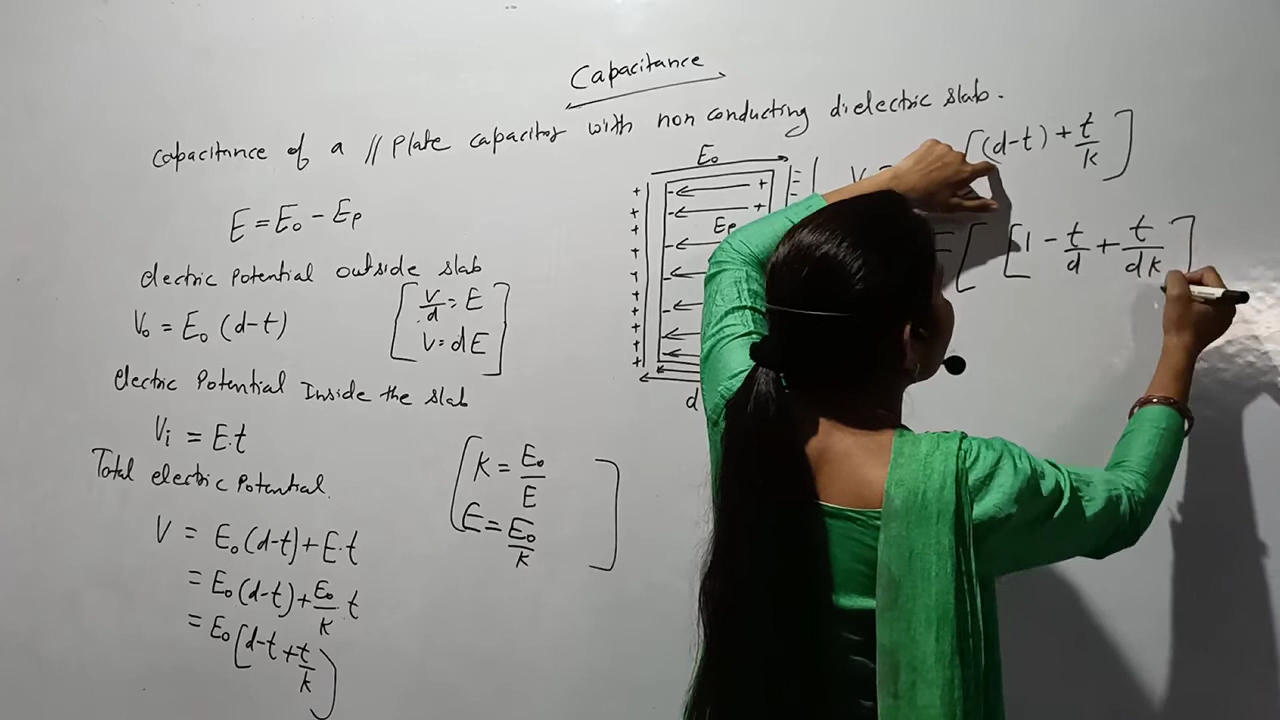 Capacitance
Capacitance of a // Plate capacitor with non conducting dielectric slab.
E = E₀ - Ep
electric potential outside slab
V₀ = E₀ (d-t)
[ V/d = E
V = dE ]
electric Potential Inside the slab
Vi = E.t
Total electric Potential.
V = E₀(d-t) + E.t
= E₀(d-t) + E₀/K . t
= E₀ [d-t + t/K]
[ K = E₀/E
E = E₀/K ]
E₀
Ep
d
[(d-t) + t/K]
[1 - t/d + t/dK]